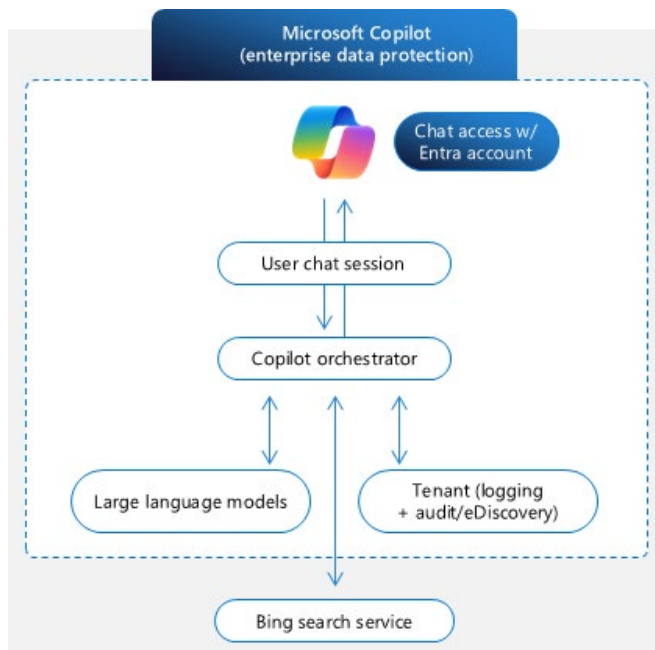 Microsoft Copilot
(enterprise data protection)
Chat access w/
Entra account
User chat session
Copilot orchestrator
Large language models
Tenant (logging
+ audit/eDiscovery)
Bing search service